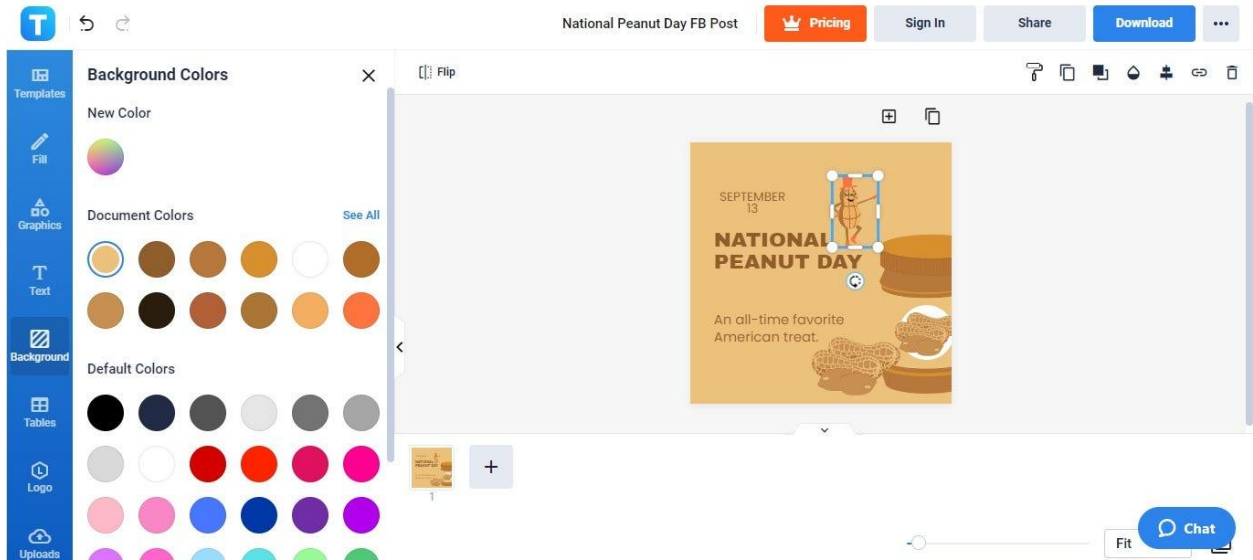 T
National Peanut Day FB Post
Pricing
Sign In
Share
Download
Templates
Fill
Graphics
Text
Background
Tables
Logo
Uploads
Background Colors
New Color
Document Colors
See All
Default Colors
Flip
SEPTEMBER
13
NATIONAL
PEANUT DAY
An all-time favorite
American treat.
1
Fit
Chat